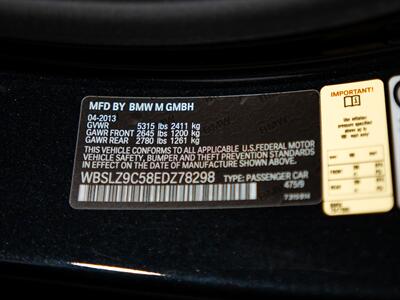 MFD BY BMW M GMBH
04-2013
GVWR 5315 lbs 2411 kg
GAWR FRONT 2645 lbs 1200 kg
GAWR REAR 2780 lbs 1261 kg
THIS VEHICLE CONFORMS TO ALL APPLICABLE U.S.FEDERAL MOTOR
VEHICLE SAFETY, BUMPER, AND THEFT PREVENTION STANDARDS
IN EFFECT ON THE DATE OF MANUFACTURE SHOWN ABOVE.
WBSLZ9C58EDZ78298 TYPE: PASSENGER CAR
475/9
IMPORTANT!